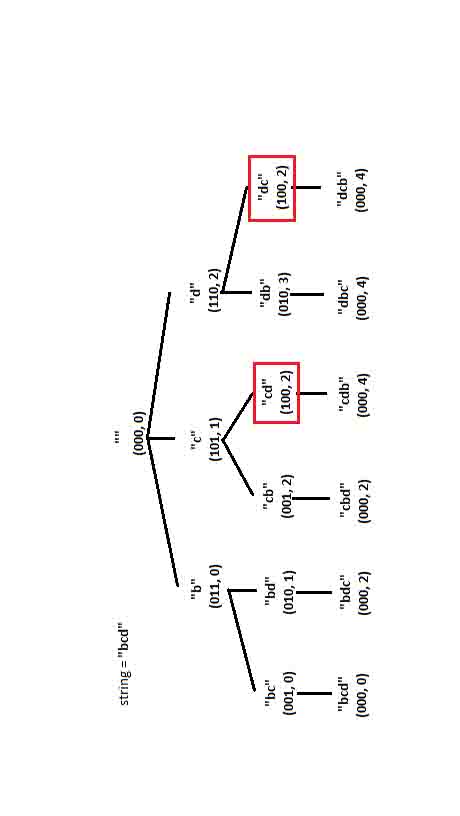 string = "bcd"
""
(000, 0)
"b"
(011, 0)
"c"
(101, 1)
"d"
(110, 2)
"bc"
(001, 0)
"bd"
(010, 1)
"cb"
(001, 2)
"cd"
(100, 2)
"db"
(010, 3)
"dc"
(100, 2)
"bcd"
(000, 0)
"bdc"
(000, 2)
"cbd"
(000, 2)
"cdb"
(000, 4)
"dbc"
(000, 4)
"dcb"
(000, 4)